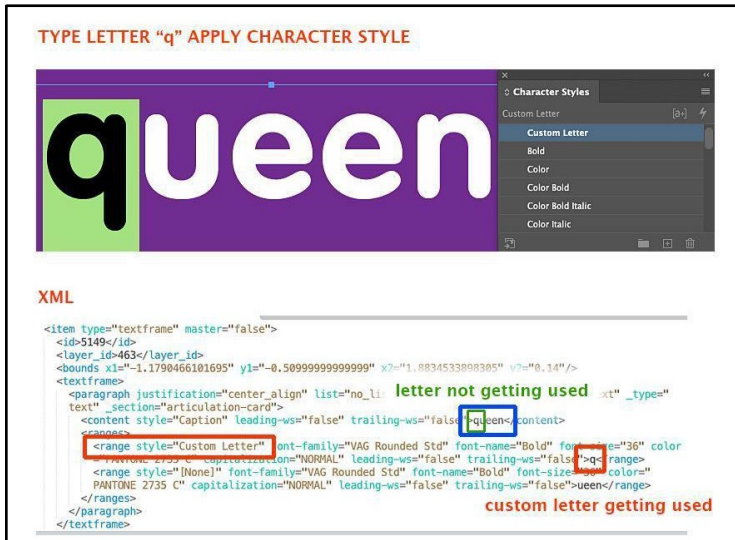 TYPE LETTER “q” APPLY CHARACTER STYLE
queen
Character Styles
Custom Letter
Custom Letter
Bold
Color
Color Bold
Color Bold Italic
Color Italic
XML
<item type="textframe" master="false">
<id>5149</id>
<layer_id>463</layer_id>
<bounds x1="-1.1790466101695" y1="-0.50999999999999" x2="1.8834533898305" y2="0.14"/>
<textframe>
<paragraph justification="center_align" list="no_li letter not getting used xt" _type="
text" _section="articulation-card">
<content style="Caption" leading-ws="false" trailing-ws="false">queen</content>
<ranges>
<range style="Custom Letter" font-family="VAG Rounded Std" font-name="Bold" font-size="36" color
="PANTONE 2735 C" capitalization="NORMAL" leading-ws="false" trailing-ws="false">q</range>
<range style="[None]" font-family="VAG Rounded Std" font-name="Bold" font-size="36" color="
PANTONE 2735 C" capitalization="NORMAL" leading-ws="false" trailing-ws="false">ueen</range>
</ranges>
custom letter getting used
</paragraph>
</textframe>